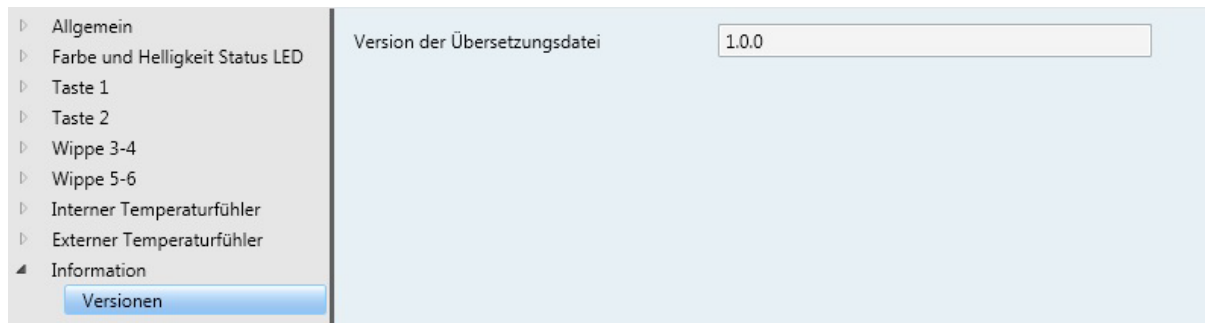 Allgemein
Farbe und Helligkeit Status LED
Taste 1
Taste 2
Wippe 3-4
Wippe 5-6
Interner Temperaturfühler
Externer Temperaturfühler
Information
Versionen
Version der Übersetzungsdatei 1.0.0